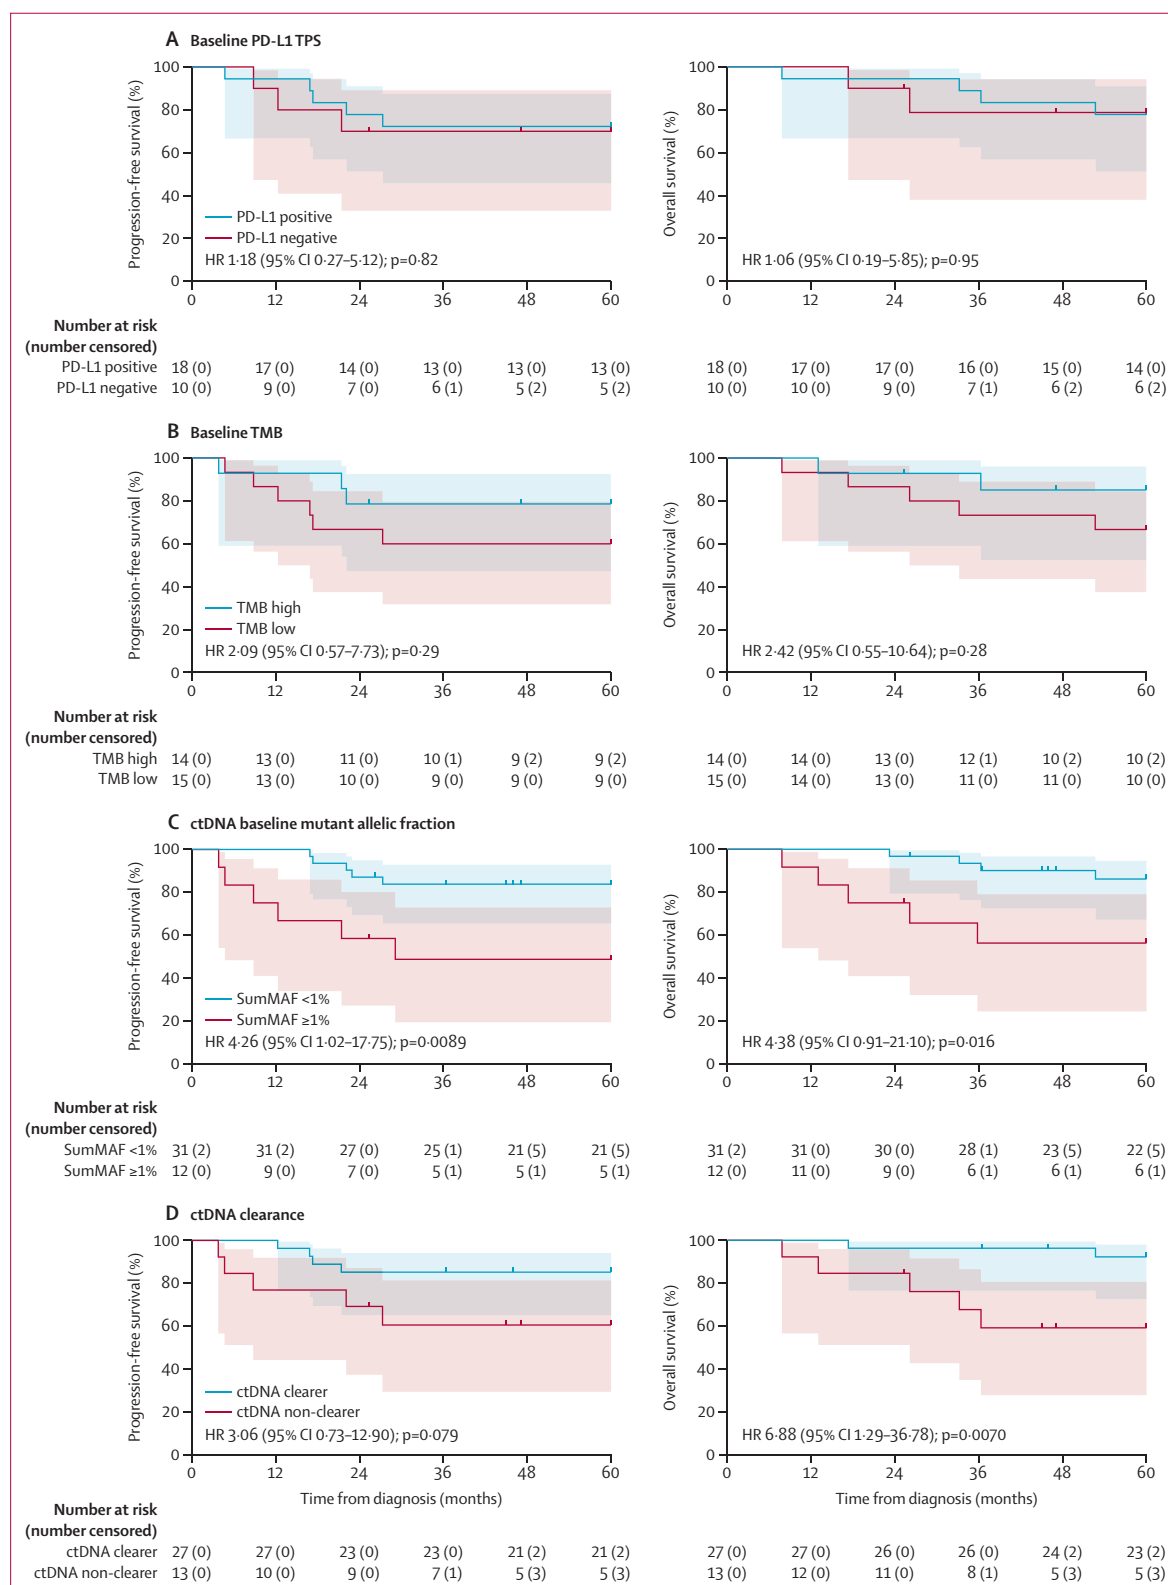 A Baseline PD-L1 TPS
Progression-free survival (%)
100
80
60
40
20
0
PD-L1 positive
PD-L1 negative
HR 1·18 (95% CI 0·27–5·12); p=0·82
0 12 24 36 48 60
Overall survival (%)
100
80
60
40
20
0
HR 1·06 (95% CI 0·19–5·85); p=0·95
0 12 24 36 48 60
Number at risk
(number censored)
PD-L1 positive 18 (0) 17 (0) 14 (0) 13 (0) 13 (0) 13 (0) 18 (0) 17 (0) 17 (0) 16 (0) 15 (0) 14 (0)
PD-L1 negative 10 (0) 9 (0) 7 (0) 6 (1) 5 (2) 5 (2) 10 (0) 10 (0) 9 (0) 7 (1) 6 (2) 6 (2)
B Baseline TMB
Progression-free survival (%)
100
80
60
40
20
0
TMB high
TMB low
HR 2·09 (95% CI 0·57–7·73); p=0·29
0 12 24 36 48 60
Overall survival (%)
100
80
60
40
20
0
HR 2·42 (95% CI 0·55–10·64); p=0·28
0 12 24 36 48 60
Number at risk
(number censored)
TMB high 14 (0) 13 (0) 11 (0) 10 (1) 9 (2) 9 (2) 14 (0) 14 (0) 13 (0) 12 (1) 10 (2) 10 (2)
TMB low 15 (0) 13 (0) 10 (0) 9 (0) 9 (0) 9 (0) 15 (0) 14 (0) 13 (0) 11 (0) 11 (0) 10 (0)
C ctDNA baseline mutant allelic fraction
Progression-free survival (%)
100
80
60
40
20
0
SumMAF <1%
SumMAF ≥1%
HR 4·26 (95% CI 1·02–17·75); p=0·0089
0 12 24 36 48 60
Overall survival (%)
100
80
60
40
20
0
HR 4·38 (95% CI 0·91–21·10); p=0·016
0 12 24 36 48 60
Number at risk
(number censored)
SumMAF <1% 31 (2) 31 (2) 27 (0) 25 (1) 21 (5) 21 (5) 31 (2) 31 (0) 30 (0) 28 (1) 23 (5) 22 (5)
SumMAF ≥1% 12 (0) 9 (0) 7 (0) 5 (1) 5 (1) 5 (1) 12 (0) 11 (0) 9 (0) 6 (1) 6 (1) 6 (1)
D ctDNA clearance
Progression-free survival (%)
100
80
60
40
20
0
ctDNA clearer
ctDNA non-clearer
HR 3·06 (95% CI 0·73–12·90); p=0·079
0 12 24 36 48 60
Time from diagnosis (months)
Overall survival (%)
100
80
60
40
20
0
HR 6·88 (95% CI 1·29–36·78); p=0·0070
0 12 24 36 48 60
Time from diagnosis (months)
Number at risk
(number censored)
ctDNA clearer 27 (0) 27 (0) 23 (0) 23 (0) 21 (2) 21 (2) 27 (0) 27 (0) 26 (0) 26 (0) 24 (2) 23 (2)
ctDNA non-clearer 13 (0) 10 (0) 9 (0) 7 (1) 5 (3) 5 (3) 13 (0) 12 (0) 11 (0) 8 (1) 5 (3) 5 (3)